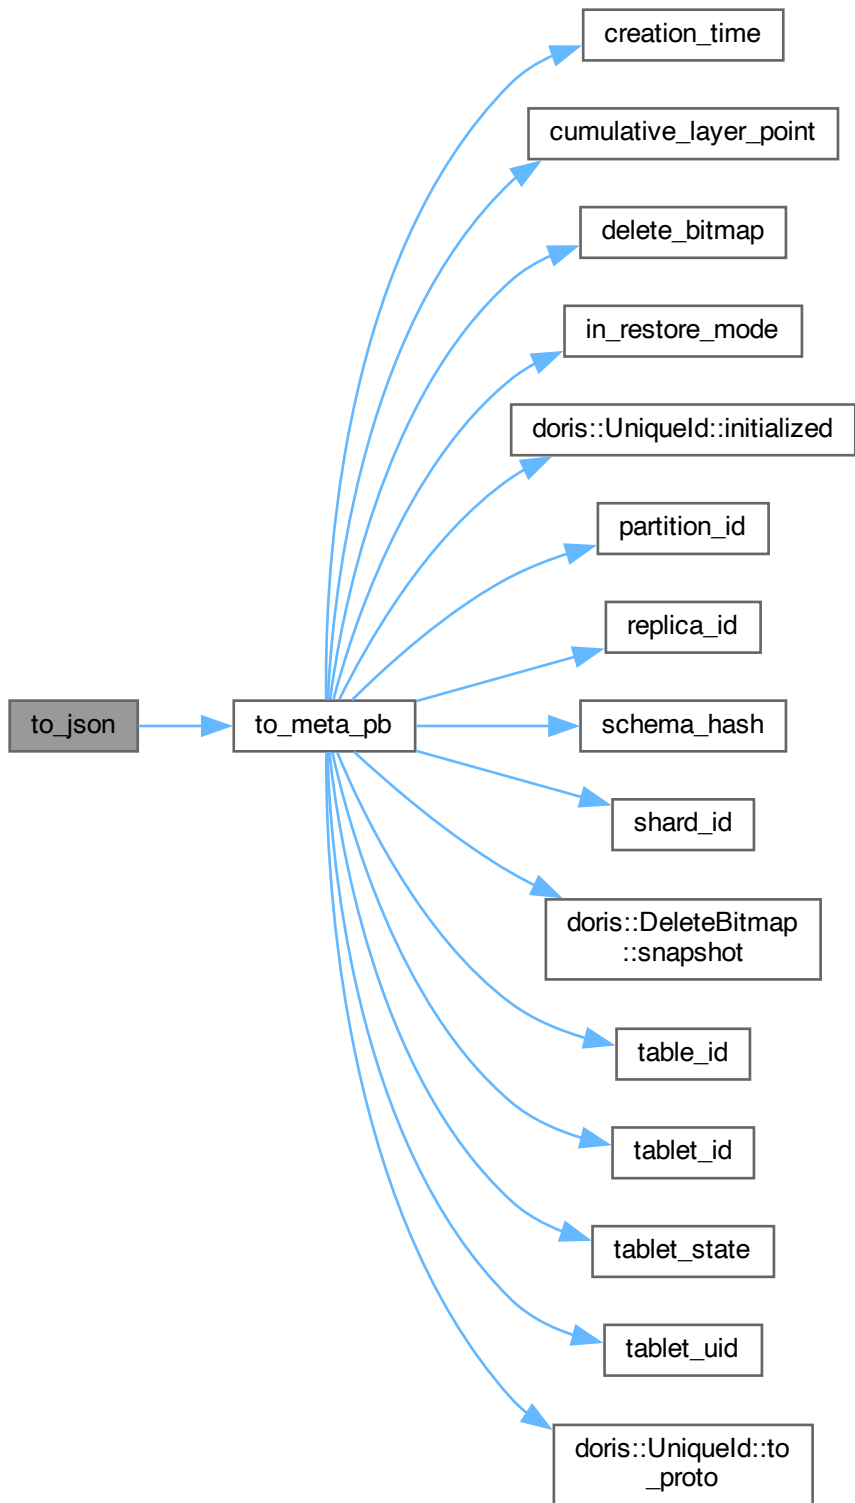 creation_time
cumulative_layer_point
delete_bitmap
in_restore_mode
doris::UniqueId::initialized
partition_id
replica_id
to_json
to_meta_pb
schema_hash
shard_id
doris::DeleteBitmap
::snapshot
table_id
tablet_id
tablet_state
tablet_uid
doris::UniqueId::to
_proto